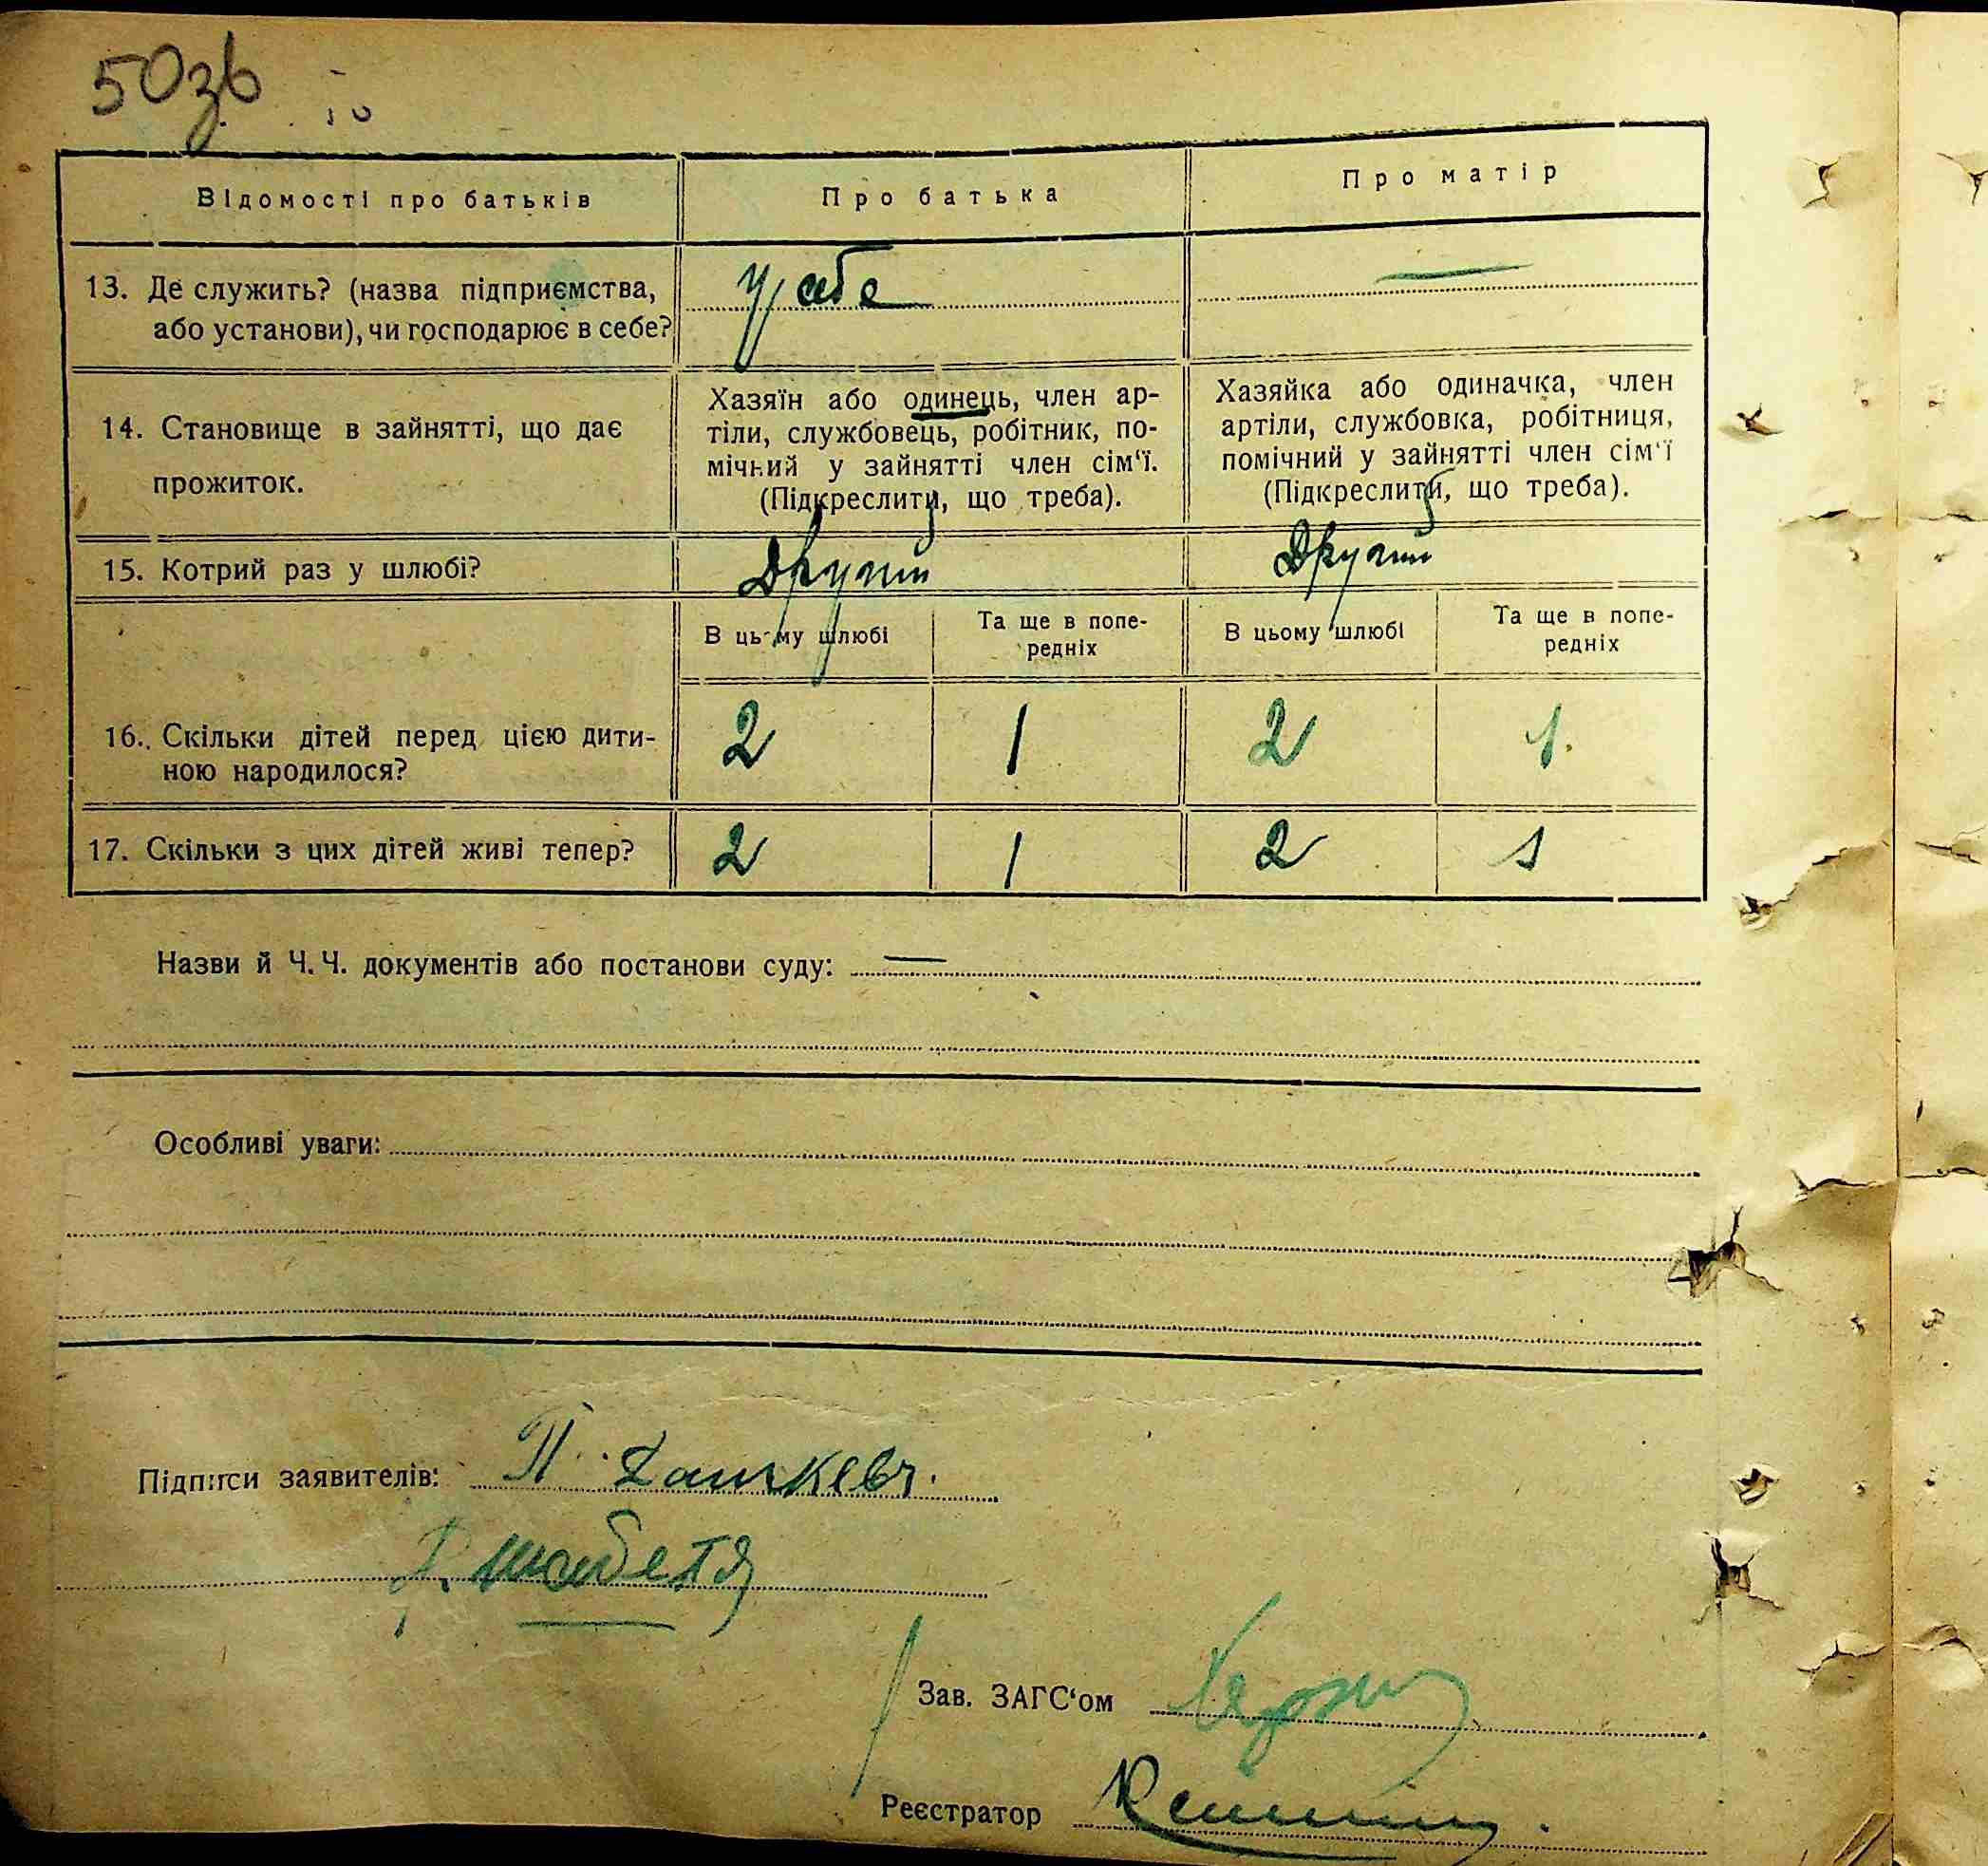 50зв
Відомості про батьків
Про батька
Про матір
13. Де служить? (назва підприємства,
або установи), чи господарює в себе?
У себе
—
14. Становище в зайнятті, що дає
прожиток.
Хазяїн або одинець, член ар-
тіли, службовець, робітник, по-
мічний у зайнятті член сім‘ї.
(Підкреслити, що треба).
Хазяйка або одиначка, член
артіли, службовка, робітниця,
помічний у зайнятті член сім‘ї
(Підкреслити, що треба).
15. Котрий раз у шлюбі?
Другий
Другий
В цьому шлюбі
Та ще в попе-
редніх
В цьому шлюбі
Та ще в попе-
редніх
16. Скільки дітей перед цією дити-
ною народилося?
2 1 2 1
17. Скільки з цих дітей живі тепер?
2 1 2 1
Назви й Ч. Ч. документів або постанови суду: —
Особливі уваги:
Підписи заявителів: П. Дашкевч.
Зав. ЗАГС‘ом
Реєстратор